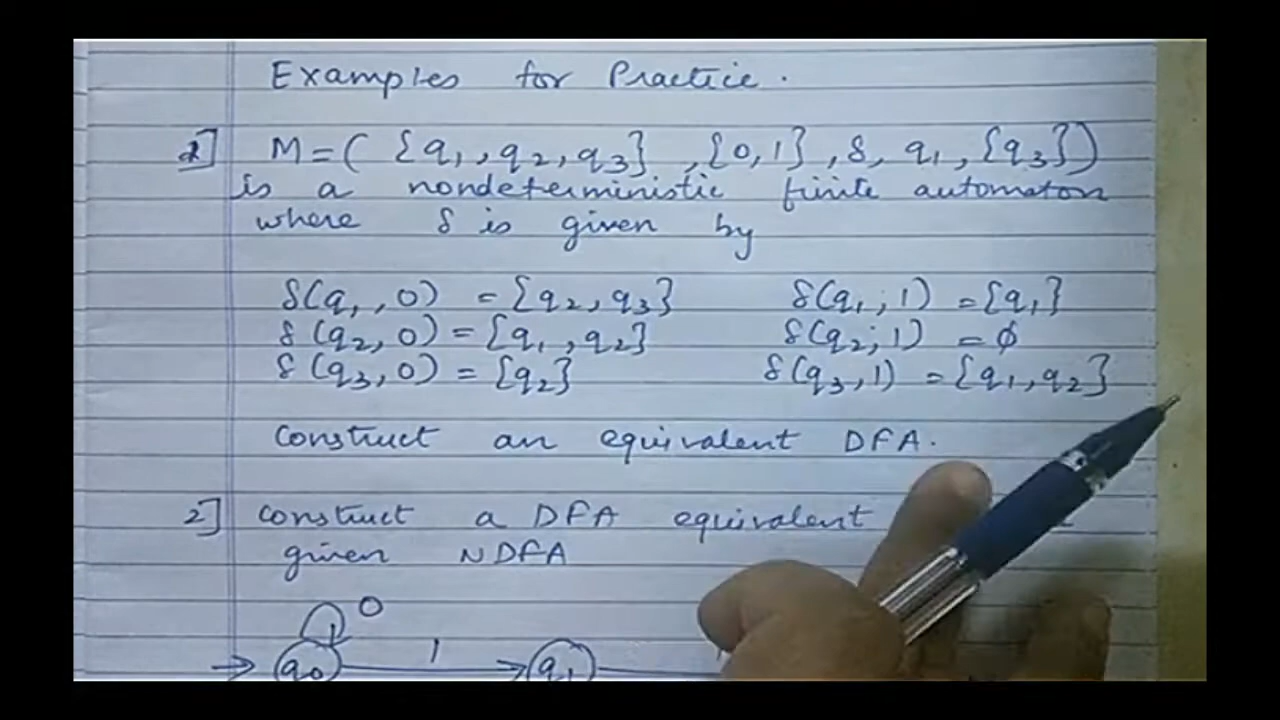 Examples for Practice.
1] M = ( {q₁, q₂, q₃}, {0, 1}, δ, q₁, {q₃})
is a nondeterministic finite automaton
where δ is given by
δ(q₁, 0) = {q₂, q₃} δ(q₁, 1) = {q₁}
δ(q₂, 0) = {q₁, q₂} δ(q₂, 1) = ϕ
δ(q₃, 0) = {q₂} δ(q₃, 1) = {q₁, q₂}
Construct an equivalent DFA.
2] Construct a DFA equivalent
given NDFA
0
1
q₀ q₁